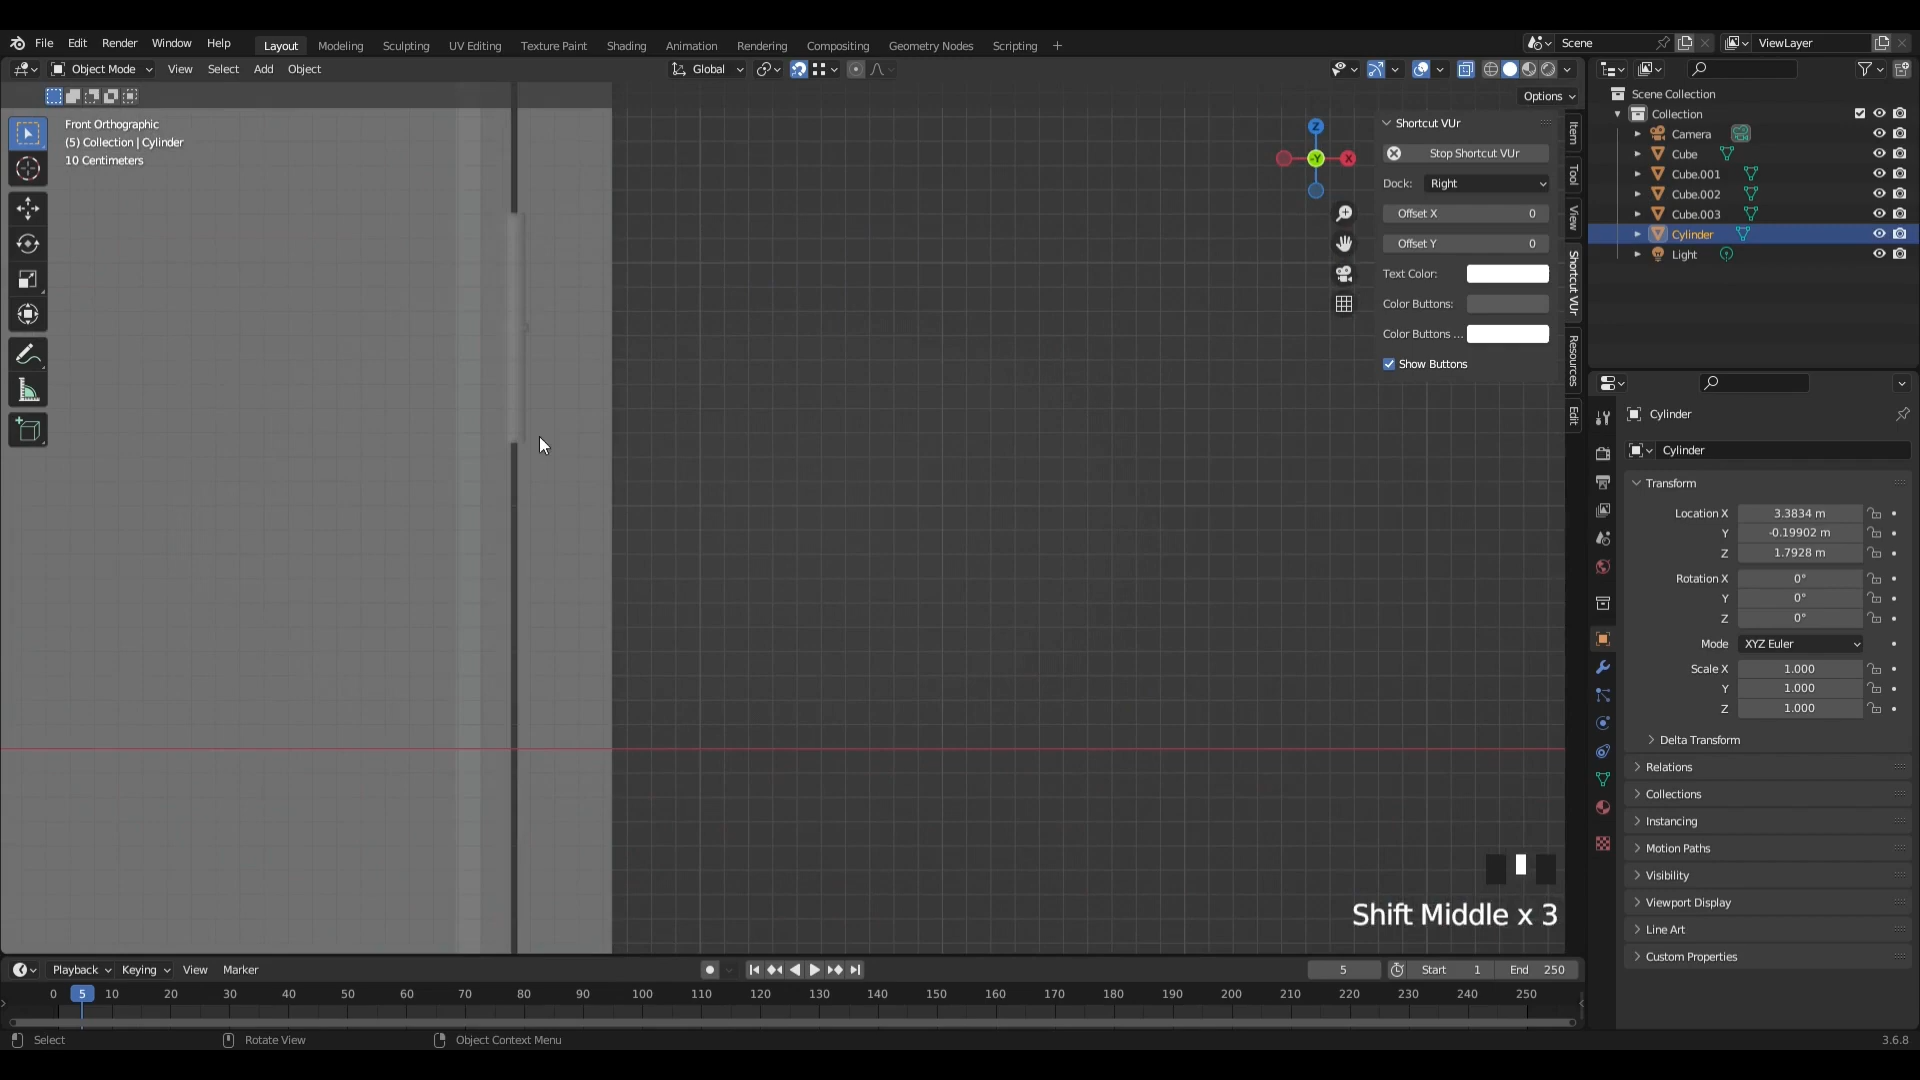 File Edit Render Window Help
Layout Modeling Sculpting UV Editing Texture Paint Shading Animation Rendering Compositing Geometry Nodes Scripting +
Scene
ViewLayer
Object Mode View Select Add Object
Global
Options
Front Orthographic
(5) Collection | Cylinder
10 Centimeters
Z
-Y
X
Shortcut VUr
Stop Shortcut VUr
Dock: Right
Offset X 0
Offset Y 0
Text Color:
Color Buttons:
Color Buttons ...
Show Buttons
Item
Tool
View
Shortcut VUr
Resources
Edit
Scene Collection
Collection
Camera
Cube
Cube.001
Cube.002
Cube.003
Cylinder
Light
Cylinder
Cylinder
Transform
Location X 3.3834 m
Y -0.19902 m
Z 1.7928 m
Rotation X 0°
Y 0°
Z 0°
Mode XYZ Euler
Scale X 1.000
Y 1.000
Z 1.000
Delta Transform
Relations
Collections
Instancing
Motion Paths
Visibility
Viewport Display
Line Art
Custom Properties
Shift Middle x 3
Playback Keying View Marker
5 Start 1 End 250
0 5 10 20 30 40 50 60 70 80 90 100 110 120 130 140 150 160 170 180 190 200 210 220 230 240 250
Select Rotate View Object Context Menu
3.6.8